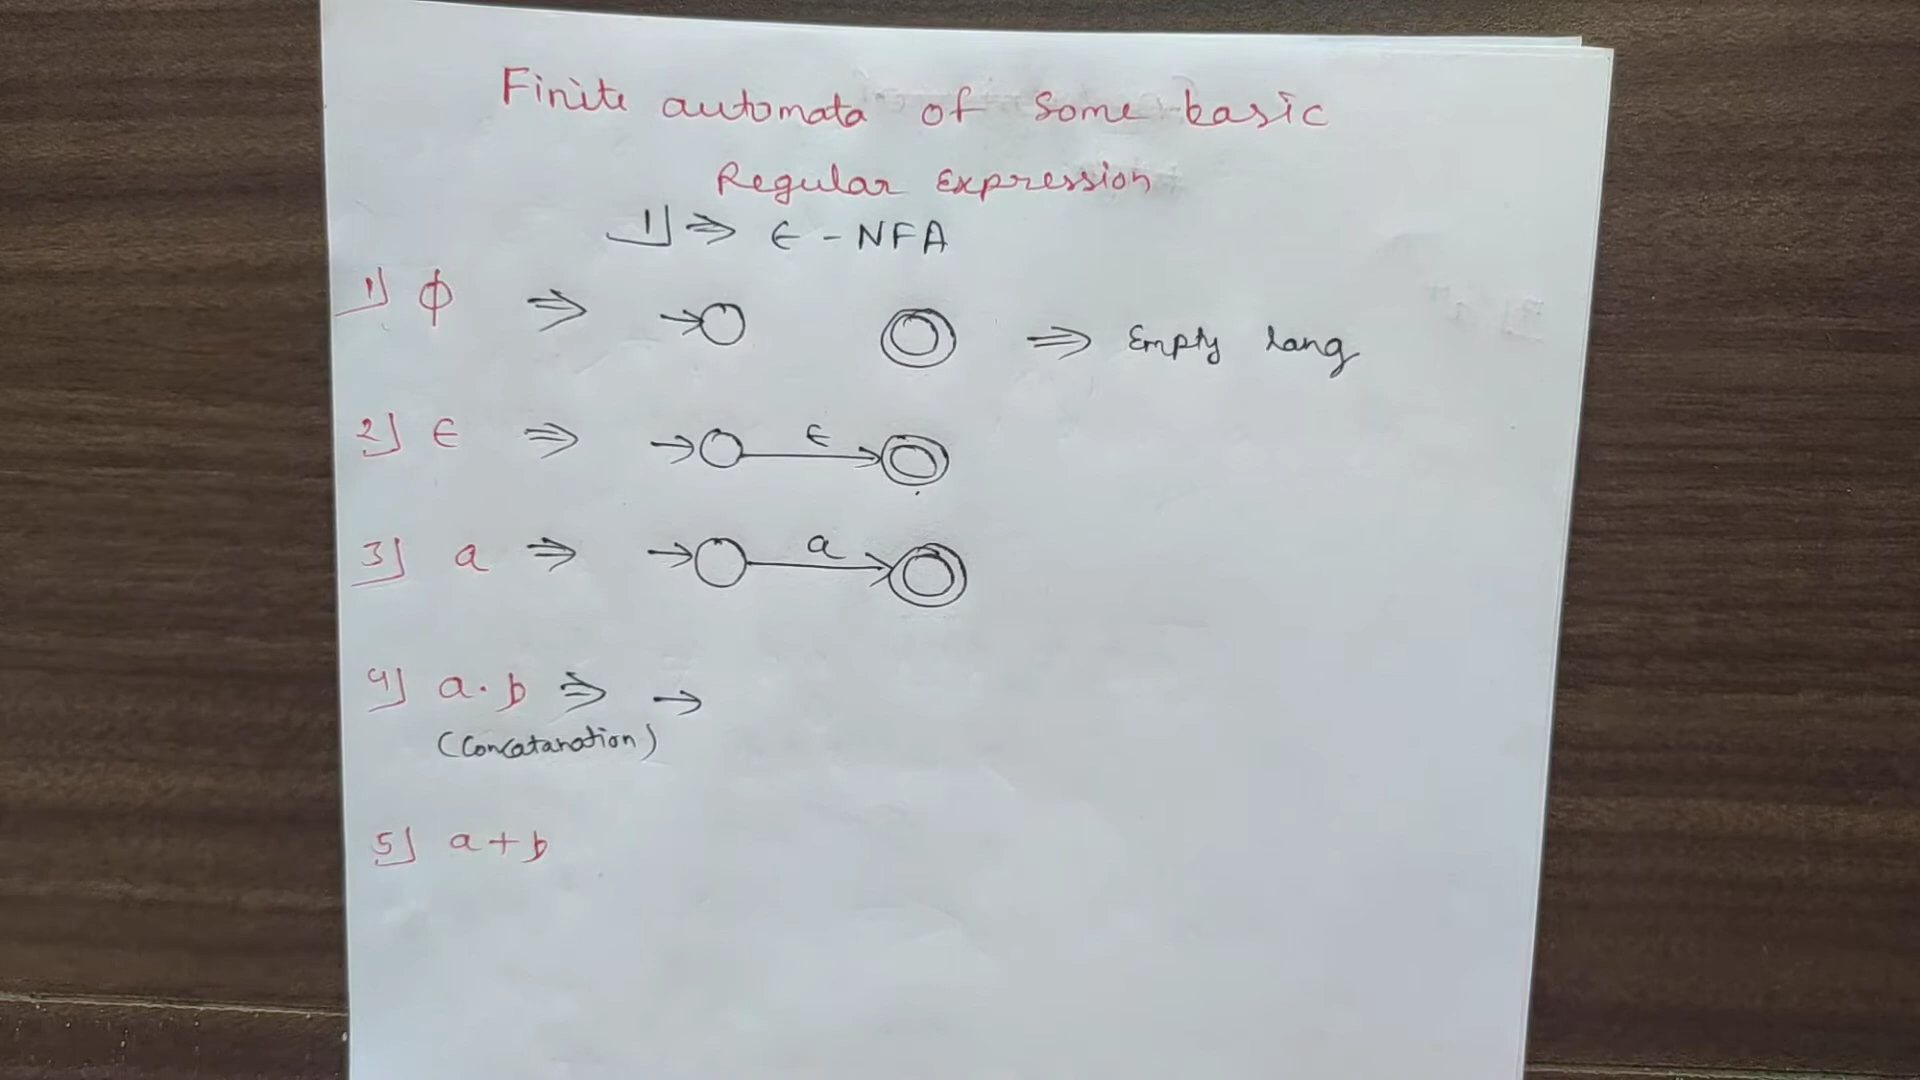 Finite automata of Some basic
Regular Expression
1) ⇒ ϵ - NFA
1) ϕ ⇒ → ⇒ Empty lang
2) ϵ ⇒ → ϵ
3) a ⇒ → a
4) a . b ⇒ →
(Concatanation)
5) a + b